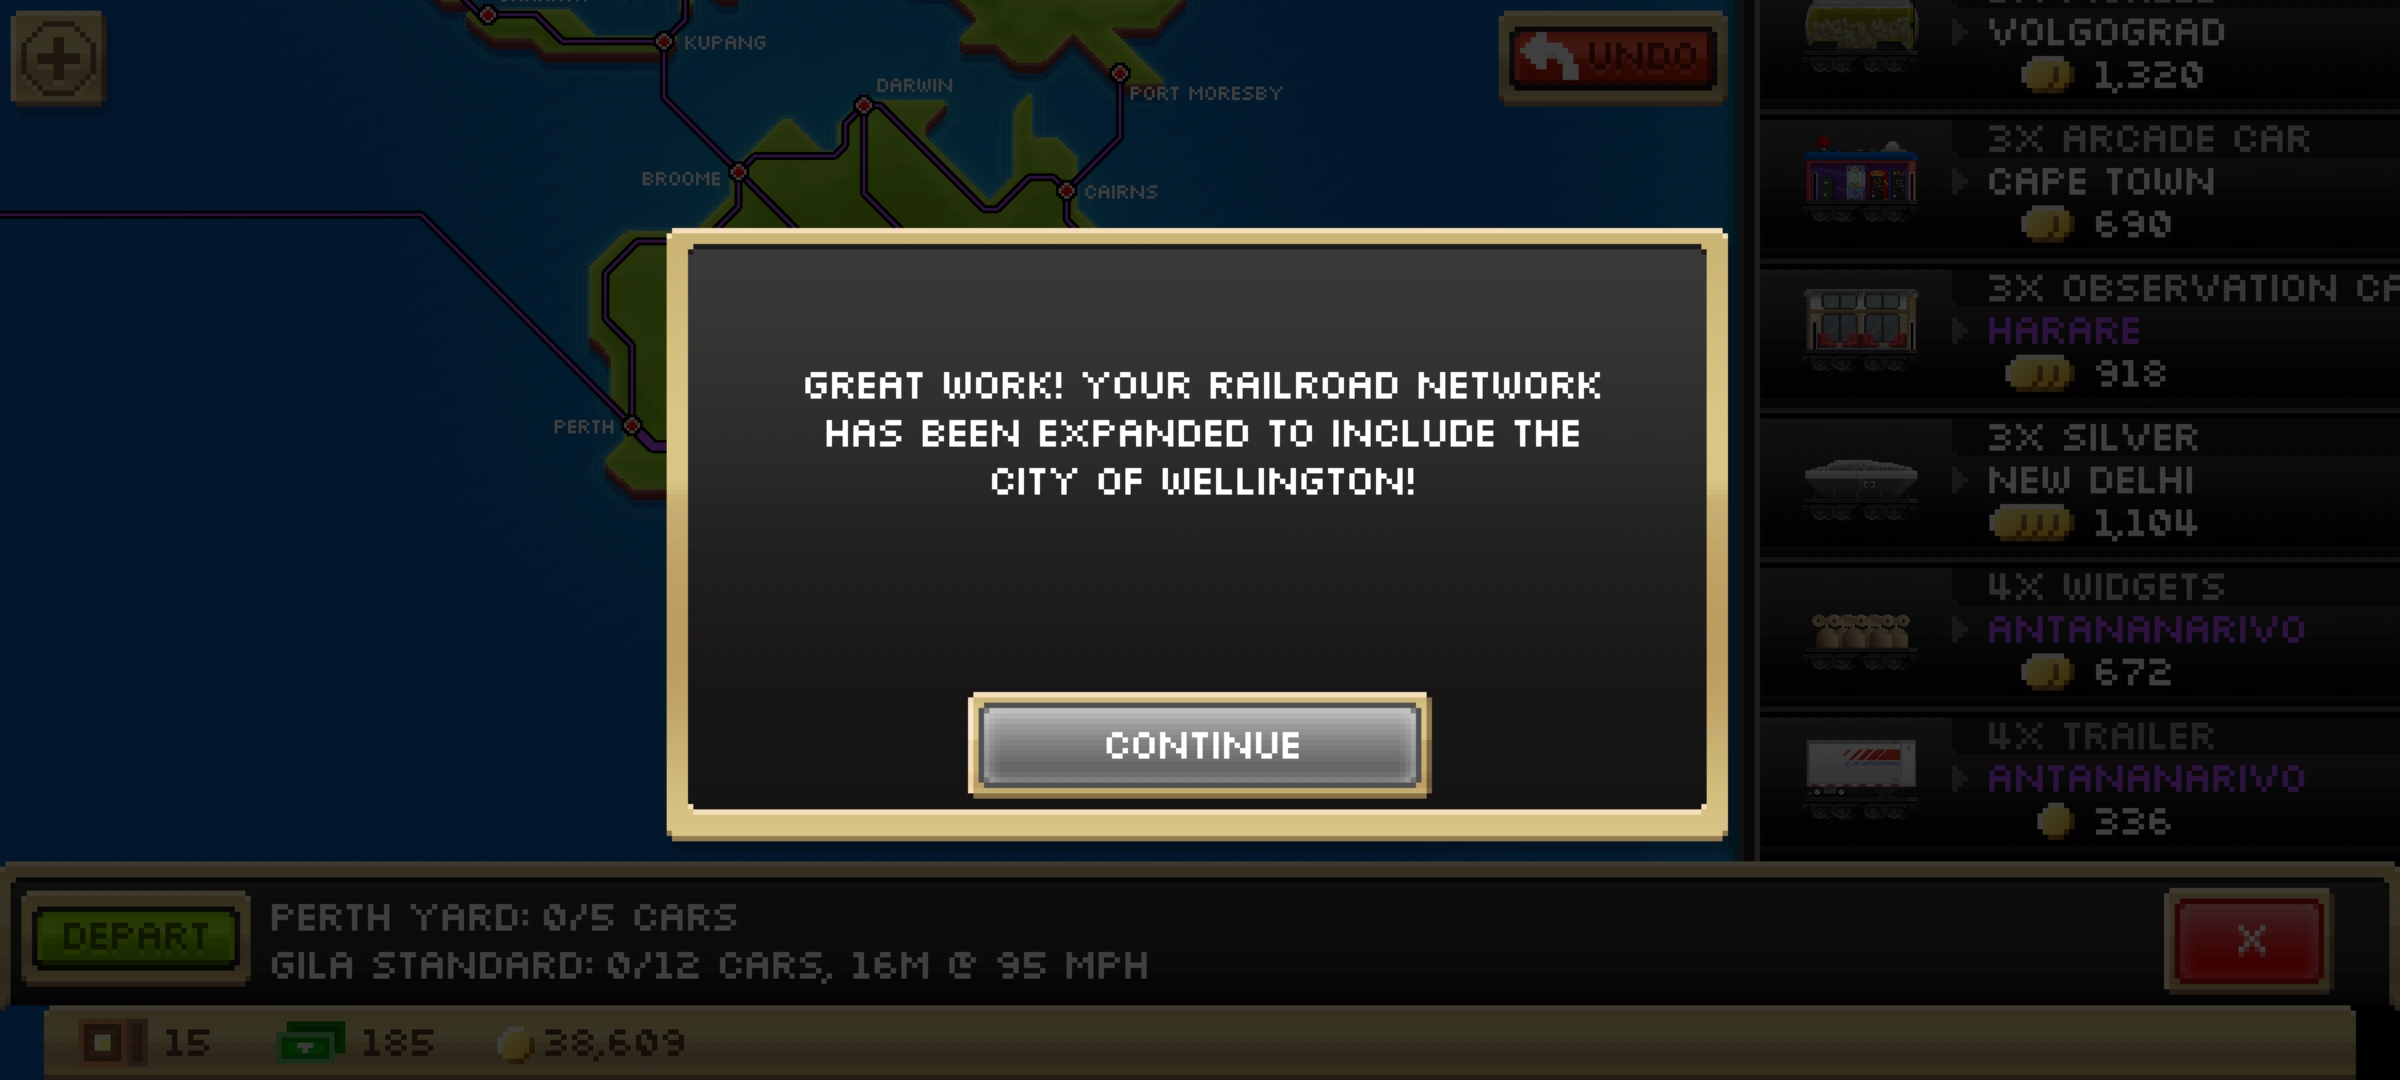 KUPANG
DARWIN
PORT MORESBY
BROOME
CAIRNS
PERTH
UNDO
VOLGOGRAD
1,320
3X ARCADE CAR
CAPE TOWN
690
3X OBSERVATION CA
HARARE
918
3X SILVER
NEW DELHI
1,104
4X WIDGETS
ANTANANARIVO
672
4X TRAILER
ANTANANARIVO
336
GREAT WORK! YOUR RAILROAD NETWORK
HAS BEEN EXPANDED TO INCLUDE THE
CITY OF WELLINGTON!
CONTINUE
DEPART
PERTH YARD: 0/5 CARS
GILA STANDARD: 0/12 CARS, 16M @ 95 MPH
X
15
185
38,609